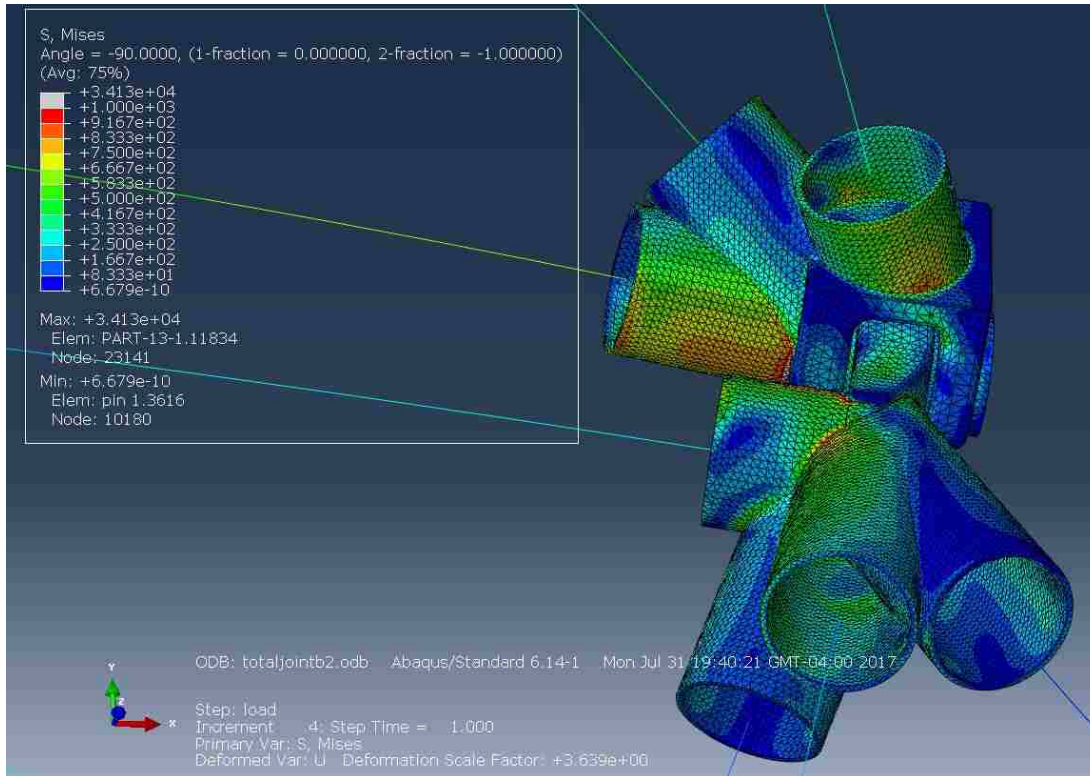 S, Mises
Angle = -90.0000, (1-fraction = 0.000000, 2-fraction = -1.000000)
(Avg: 75%)
+3.413e+04
+1.000e+03
+9.167e+02
+8.333e+02
+7.500e+02
+6.667e+02
+5.833e+02
+5.000e+02
+4.167e+02
+3.333e+02
+2.500e+02
+1.667e+02
+8.333e+01
+6.679e-10
Max: +3.413e+04
Elem: PART-13-1.11834
Node: 23141
Min: +6.679e-10
Elem: pin 1.3616
Node: 10180
ODB: totaljointb2.odb Abaqus/Standard 6.14-1 Mon Jul 31 19:40:21 GMT-04:00 2017
Y
Z
X
Step: load
Increment 4: Step Time = 1.000
Primary Var: S, Mises
Deformed Var: U Deformation Scale Factor: +3.639e+00